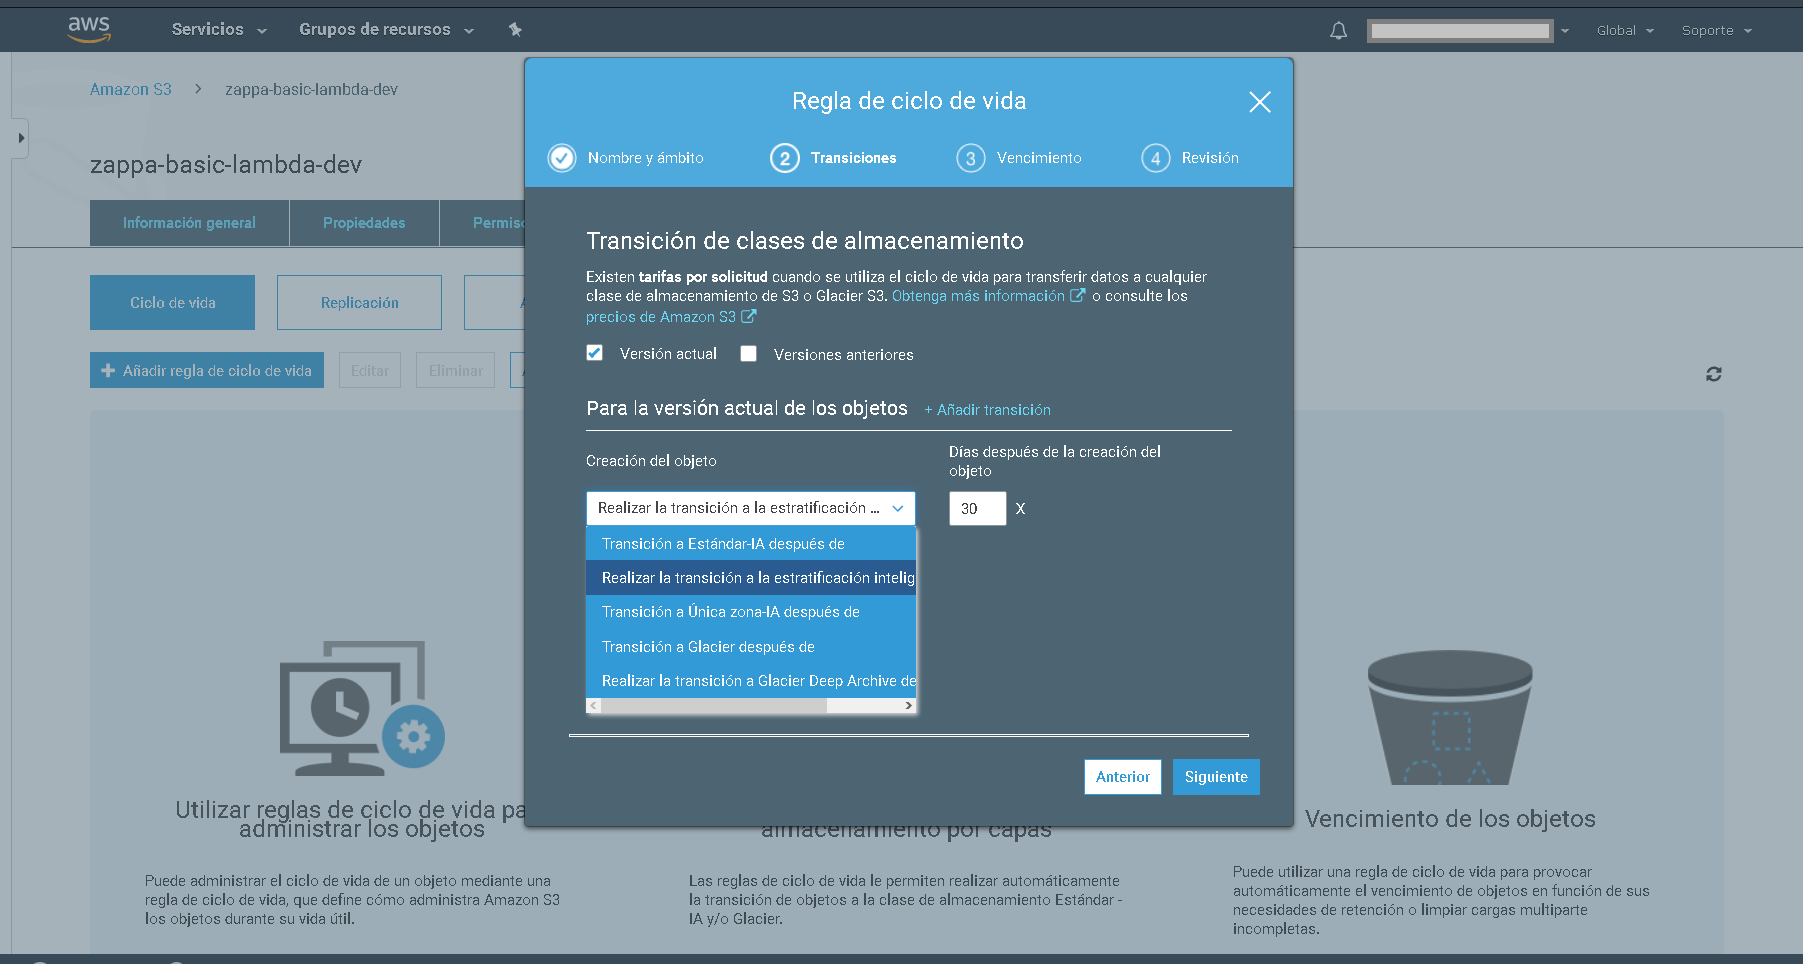 aws
Servicios
Grupos de recursos
Global
Soporte
Amazon S3 > zappa-basic-lambda-dev
zappa-basic-lambda-dev
Información general
Propiedades
Permiso
Ciclo de vida
Replicación
Añadir regla de ciclo de vida
Editar
Eliminar
Regla de ciclo de vida
Nombre y ámbito
2 Transiciones
3 Vencimiento
4 Revisión
Transición de clases de almacenamiento
Existen tarifas por solicitud cuando se utiliza el ciclo de vida para transferir datos a cualquier
clase de almacenamiento de S3 o Glacier S3. Obtenga más información o consulte los
precios de Amazon S3
Versión actual
Versiones anteriores
Para la versión actual de los objetos + Añadir transición
Creación del objeto
Días después de la creación del
objeto
Realizar la transición a la estratificación ...
30 X
Transición a Estándar-IA después de
Realizar la transición a la estratificación intelig
Transición a Única zona-IA después de
Transición a Glacier después de
Realizar la transición a Glacier Deep Archive de
Anterior
Siguiente
Utilizar reglas de ciclo de vida pa
administrar los objetos
Puede administrar el ciclo de vida de un objeto mediante una
regla de ciclo de vida, que define cómo administra Amazon S3
los objetos durante su vida útil.
almacenamiento por capas
Las reglas de ciclo de vida le permiten realizar automáticamente
la transición de objetos a la clase de almacenamiento Estándar -
IA y/o Glacier.
Vencimiento de los objetos
Puede utilizar una regla de ciclo de vida para provocar
automáticamente el vencimiento de objetos en función de sus
necesidades de retención o limpiar cargas multiparte
incompletas.